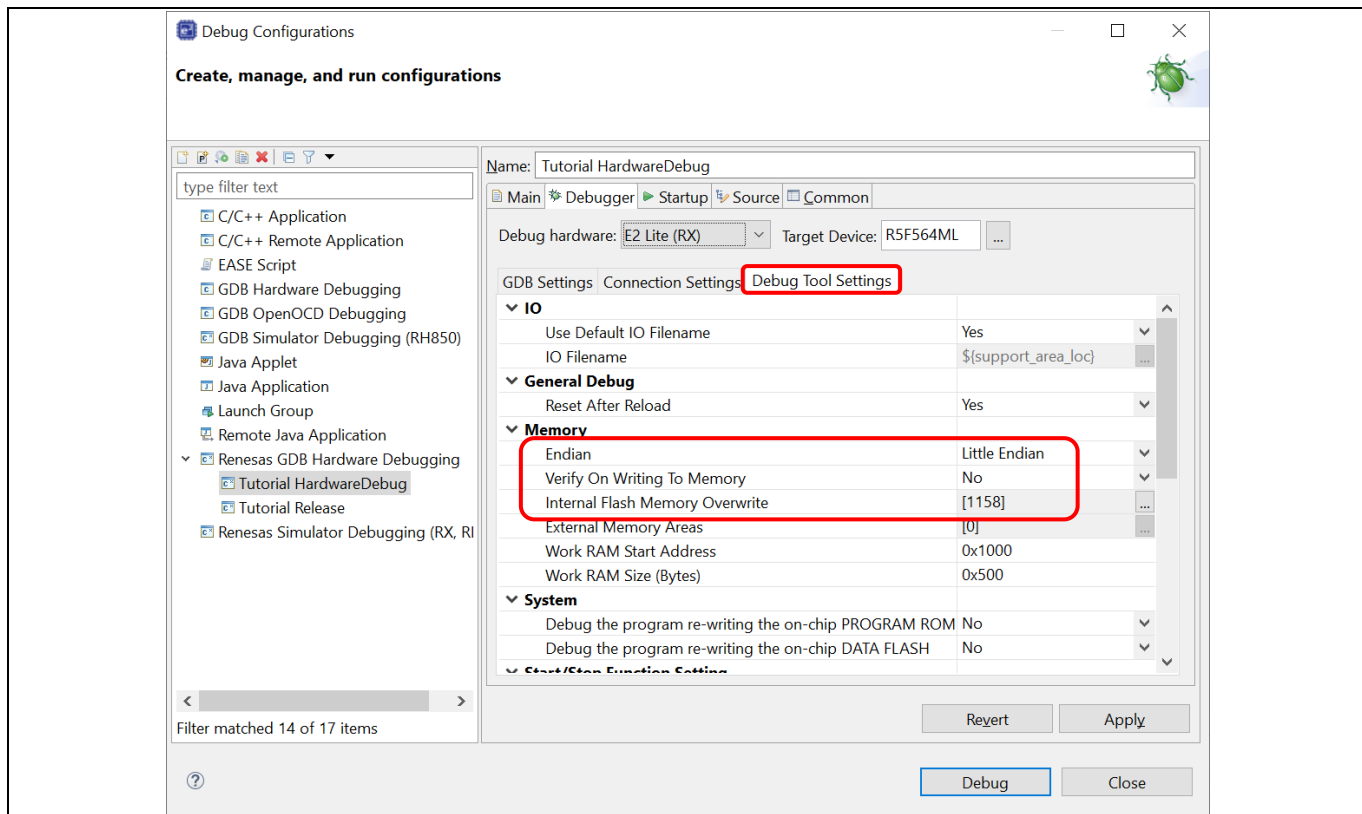 Debug Configurations
Create, manage, and run configurations
type filter text
C/C++ Application
C/C++ Remote Application
EASE Script
GDB Hardware Debugging
GDB OpenOCD Debugging
GDB Simulator Debugging (RH850)
Java Applet
Java Application
Launch Group
Remote Java Application
Renesas GDB Hardware Debugging
Tutorial HardwareDebug
Tutorial Release
Renesas Simulator Debugging (RX, RI
Filter matched 14 of 17 items
Name: Tutorial HardwareDebug
Main Debugger Startup Source Common
Debug hardware: E2 Lite (RX) Target Device: R5F564ML ...
GDB Settings Connection Settings Debug Tool Settings
IO
Use Default IO Filename Yes
IO Filename ${support_area_loc} ...
General Debug
Reset After Reload Yes
Memory
Endian Little Endian
Verify On Writing To Memory No
Internal Flash Memory Overwrite [1158] ...
External Memory Areas [0] ...
Work RAM Start Address 0x1000
Work RAM Size (Bytes) 0x500
System
Debug the program re-writing the on-chip PROGRAM ROM No
Debug the program re-writing the on-chip DATA FLASH No
Start/Stop Function Setting
Revert Apply
? Debug Close